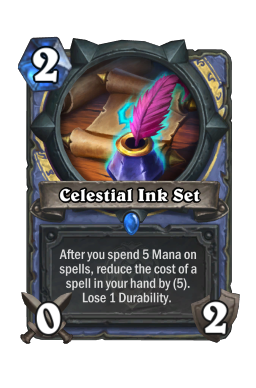 2
Celestial Ink Set
After you spend 5 Mana on
spells, reduce the cost of a
spell in your hand by (5).
Lose 1 Durability.
0
2